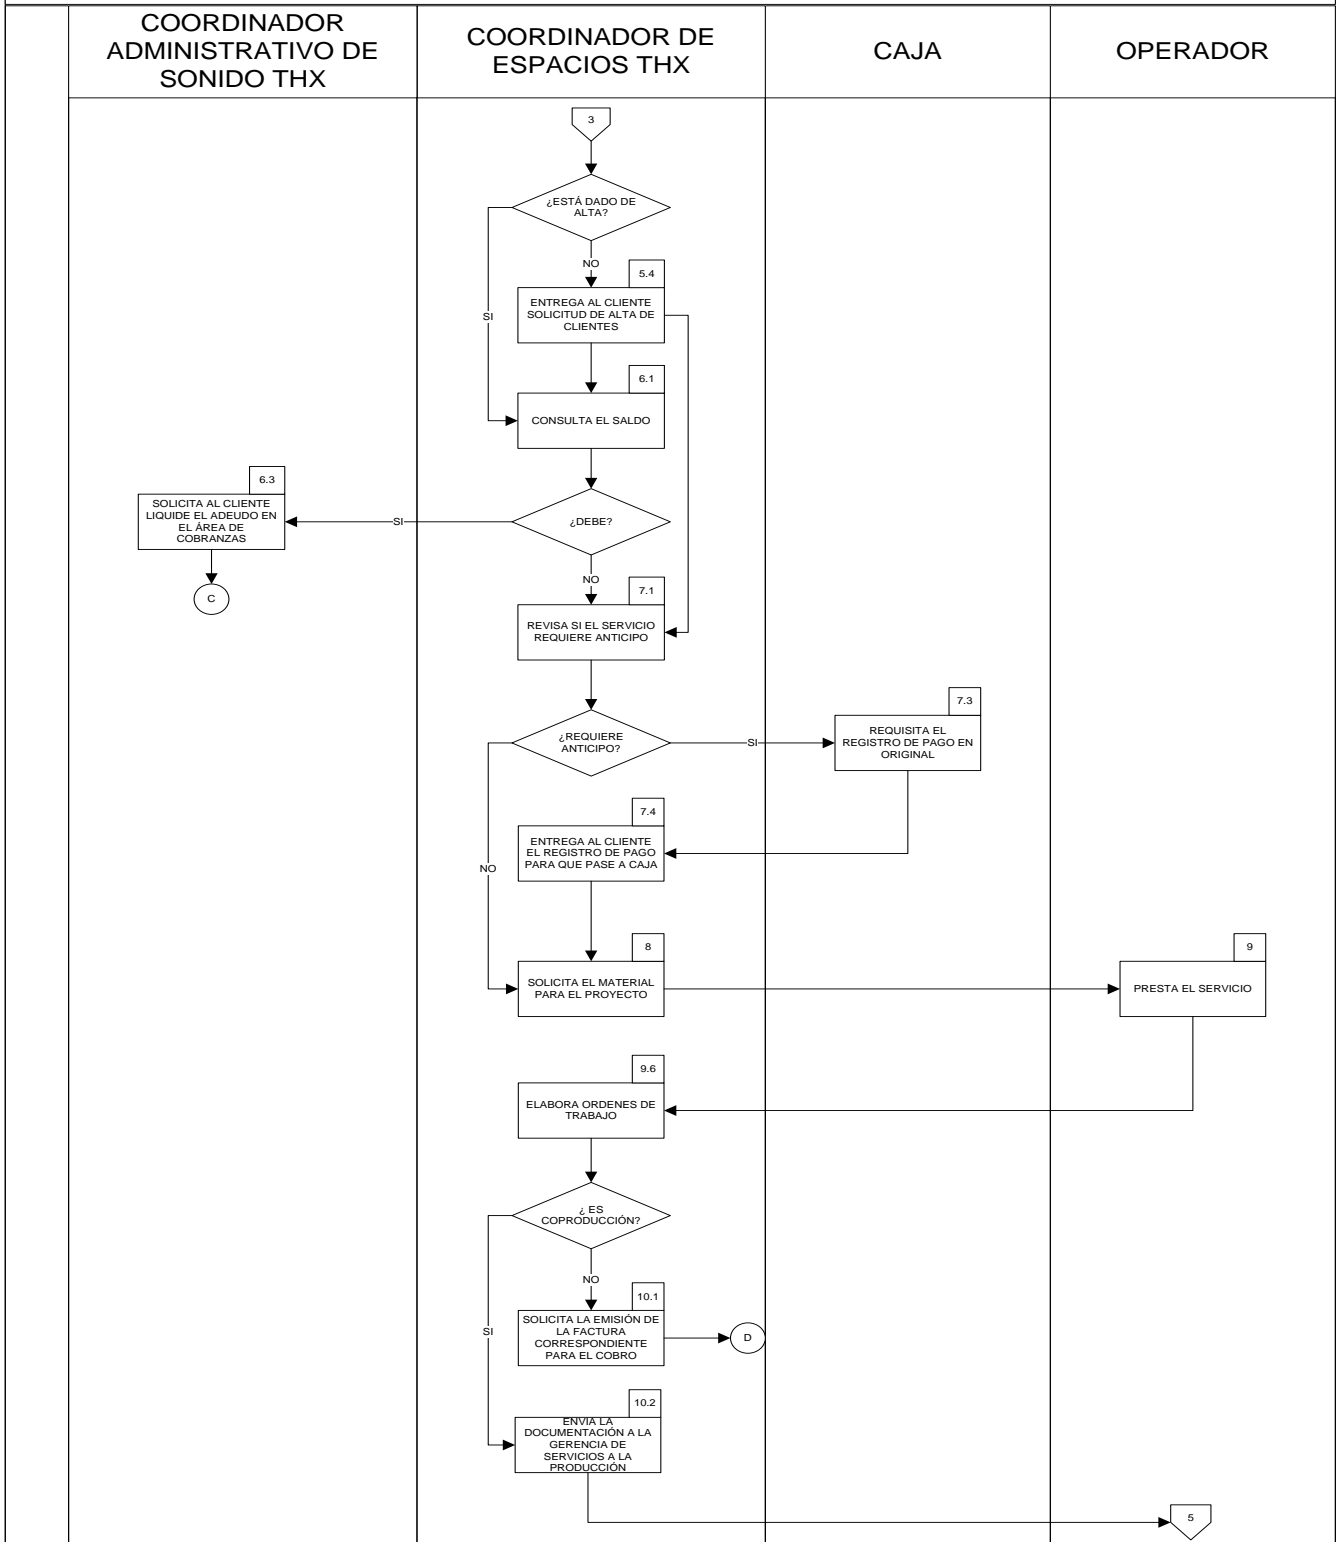 COORDINADOR
ADMINISTRATIVO DE
SONIDO THX
COORDINADOR DE
ESPACIOS THX
CAJA
OPERADOR
3
¿ESTÁ DADO DE
ALTA?
NO
SI
5.4
ENTREGA AL CLIENTE
SOLICITUD DE ALTA DE
CLIENTES
6.1
CONSULTA EL SALDO
6.3
SOLICITA AL CLIENTE
LIQUIDE EL ADEUDO EN
EL ÁREA DE
COBRANZAS
SI
¿DEBE?
C
NO
7.1
REVISA SI EL SERVICIO
REQUIERE ANTICIPO
¿REQUIERE
ANTICIPO?
SI
7.3
REQUISITA EL
REGISTRO DE PAGO EN
ORIGINAL
NO
7.4
ENTREGA AL CLIENTE
EL REGISTRO DE PAGO
PARA QUE PASE A CAJA
8
SOLICITA EL MATERIAL
PARA EL PROYECTO
9
PRESTA EL SERVICIO
9.6
ELABORA ORDENES DE
TRABAJO
¿ ES
COPRODUCCIÓN?
NO
SI
10.1
SOLICITA LA EMISIÓN DE
LA FACTURA
CORRESPONDIENTE
PARA EL COBRO
D
10.2
ENVIA LA
DOCUMENTACIÓN A LA
GERENCIA DE
SERVICIOS A LA
PRODUCCIÓN
5